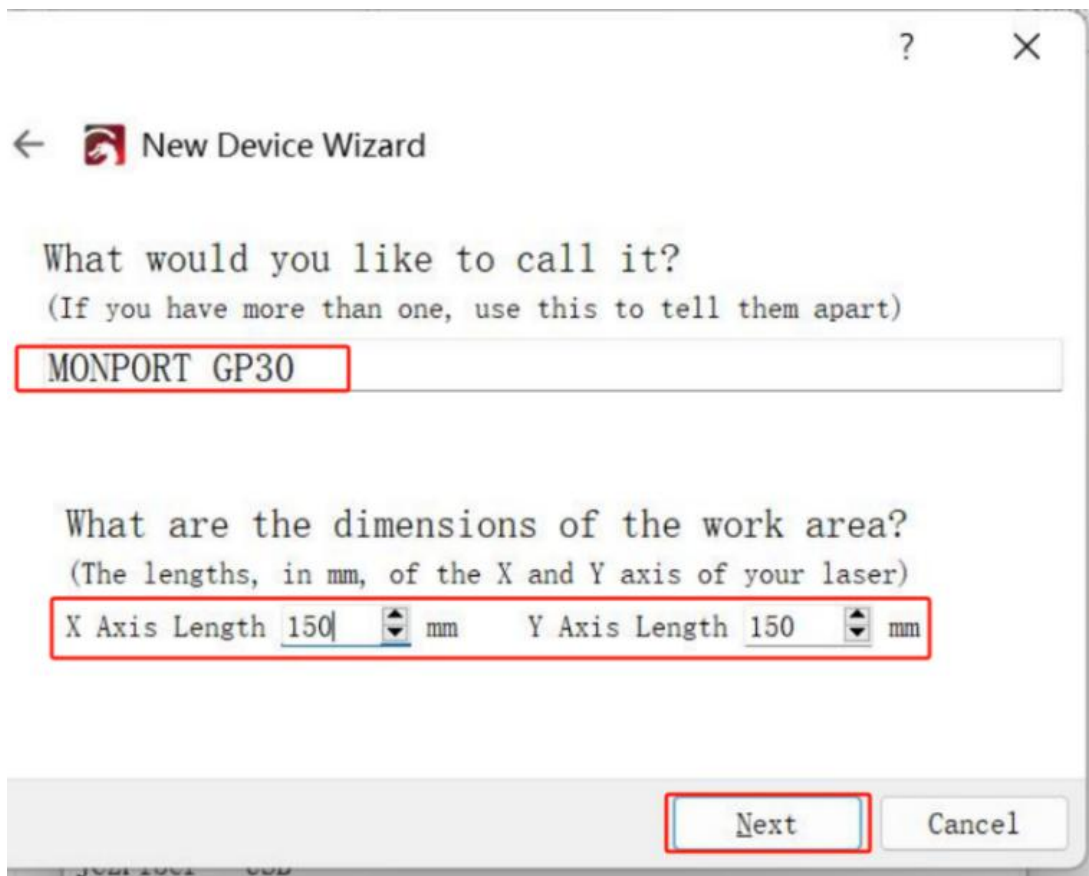 ?
New Device Wizard
What would you like to call it?
(If you have more than one, use this to tell them apart)
MONPORT GP30
What are the dimensions of the work area?
(The lengths, in mm, of the X and Y axis of your laser)
X Axis Length 150 mm Y Axis Length 150 mm
Next Cancel